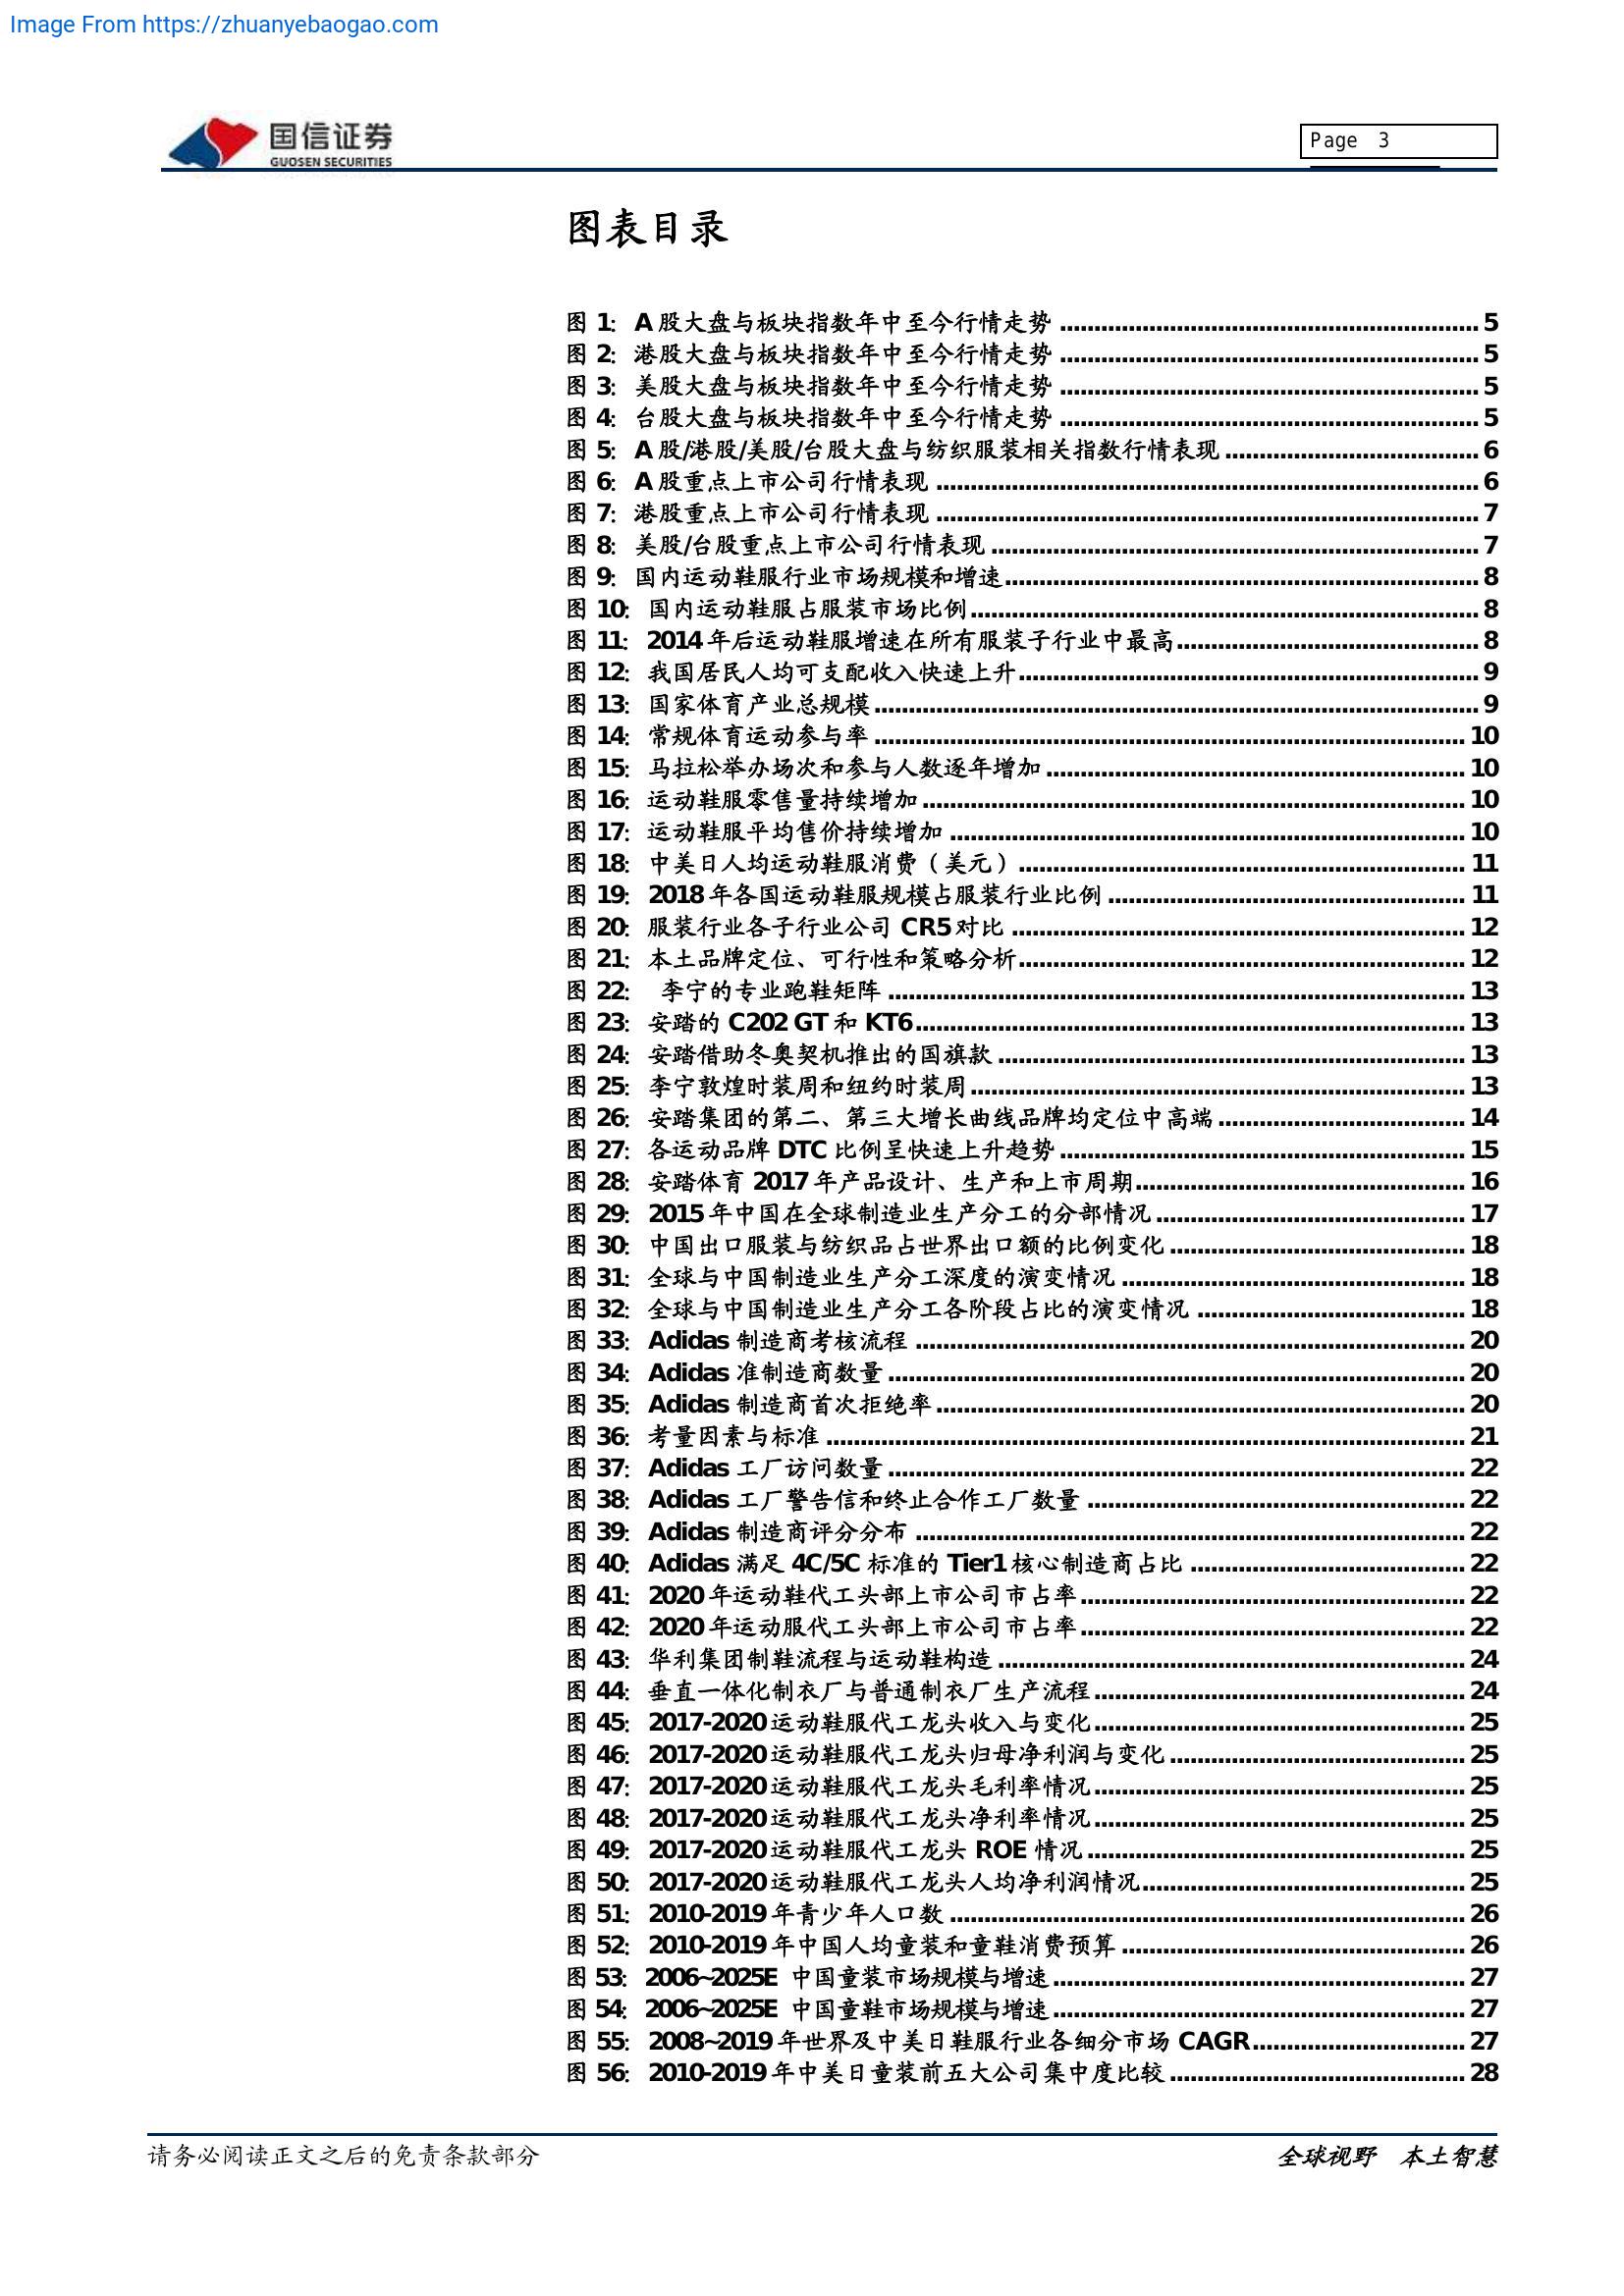 Image From https://zhuanyebaogao.com
国信证券
GUOSEN SECURITIES
Page 3
图表目录
图 1: A 股大盘与板块指数年中至今行情走势 ............................................................. 5
图 2: 港股大盘与板块指数年中至今行情走势 ............................................................. 5
图 3: 美股大盘与板块指数年中至今行情走势 ............................................................. 5
图 4: 台股大盘与板块指数年中至今行情走势 ............................................................. 5
图 5: A 股/港股/美股/台股大盘与纺织服装相关指数行情表现 ..................................... 6
图 6: A 股重点上市公司行情表现 ............................................................................... 6
图 7: 港股重点上市公司行情表现 ............................................................................... 7
图 8: 美股/台股重点上市公司行情表现 ....................................................................... 7
图 9: 国内运动鞋服行业市场规模和增速..................................................................... 8
图 10: 国内运动鞋服占服装市场比例.......................................................................... 8
图 11: 2014 年后运动鞋服增速在所有服装子行业中最高............................................ 8
图 12: 我国居民人均可支配收入快速上升................................................................... 9
图 13: 国家体育产业总规模........................................................................................ 9
图 14: 常规体育运动参与率 ...................................................................................... 10
图 15: 马拉松举办场次和参与人数逐年增加 ............................................................. 10
图 16: 运动鞋服零售量持续增加 ............................................................................... 10
图 17: 运动鞋服平均售价持续增加 ........................................................................... 10
图 18: 中美日人均运动鞋服消费（美元）................................................................. 11
图 19: 2018 年各国运动鞋服规模占服装行业比例 .................................................... 11
图 20: 服装行业各子行业公司 CR5 对比 .................................................................. 12
图 21: 本土品牌定位、可行性和策略分析................................................................. 12
图 22: 李宁的专业跑鞋矩阵 .................................................................................... 13
图 23: 安踏的 C202 GT 和 KT6................................................................................ 13
图 24: 安踏借助冬奥契机推出的国旗款 .................................................................... 13
图 25: 李宁敦煌时装周和纽约时装周........................................................................ 13
图 26: 安踏集团的第二、第三大增长曲线品牌均定位中高端 .................................... 14
图 27: 各运动品牌 DTC 比例呈快速上升趋势 ........................................................... 15
图 28: 安踏体育 2017 年产品设计、生产和上市周期................................................ 16
图 29: 2015 年中国在全球制造业生产分工的分部情况 ............................................. 17
图 30: 中国出口服装与纺织品占世界出口额的比例变化 ........................................... 18
图 31: 全球与中国制造业生产分工深度的演变情况 .................................................. 18
图 32: 全球与中国制造业生产分工各阶段占比的演变情况 ....................................... 18
图 33: Adidas 制造商考核流程 ................................................................................ 20
图 34: Adidas 准制造商数量 .................................................................................... 20
图 35: Adidas 制造商首次拒绝率 ............................................................................. 20
图 36: 考量因素与标准 ............................................................................................. 21
图 37: Adidas 工厂访问数量 .................................................................................... 22
图 38: Adidas 工厂警告信和终止合作工厂数量 ....................................................... 22
图 39: Adidas 制造商评分分布 ................................................................................ 22
图 40: Adidas 满足 4C/5C 标准的 Tier1 核心制造商占比 ........................................ 22
图 41: 2020 年运动鞋代工头部上市公司市占率........................................................ 22
图 42: 2020 年运动服代工头部上市公司市占率........................................................ 22
图 43: 华利集团制鞋流程与运动鞋构造 .................................................................... 24
图 44: 垂直一体化制衣厂与普通制衣厂生产流程...................................................... 24
图 45: 2017-2020 运动鞋服代工龙头收入与变化...................................................... 25
图 46: 2017-2020 运动鞋服代工龙头归母净利润与变化 ........................................... 25
图 47: 2017-2020 运动鞋服代工龙头毛利率情况...................................................... 25
图 48: 2017-2020 运动鞋服代工龙头净利率情况...................................................... 25
图 49: 2017-2020 运动鞋服代工龙头 ROE 情况....................................................... 25
图 50: 2017-2020 运动鞋服代工龙头人均净利润情况............................................... 25
图 51: 2010-2019 年青少年人口数 ........................................................................... 26
图 52: 2010-2019 年中国人均童装和童鞋消费预算 .................................................. 26
图 53: 2006~2025E 中国童装市场规模与增速............................................................ 27
图 54: 2006~2025E 中国童鞋市场规模与增速............................................................ 27
图 55: 2008~2019 年世界及中美日鞋服行业各细分市场 CAGR............................... 27
图 56: 2010-2019 年中美日童装前五大公司集中度比较 ........................................... 28
请务必阅读正文之后的免责条款部分
全球视野 本土智慧